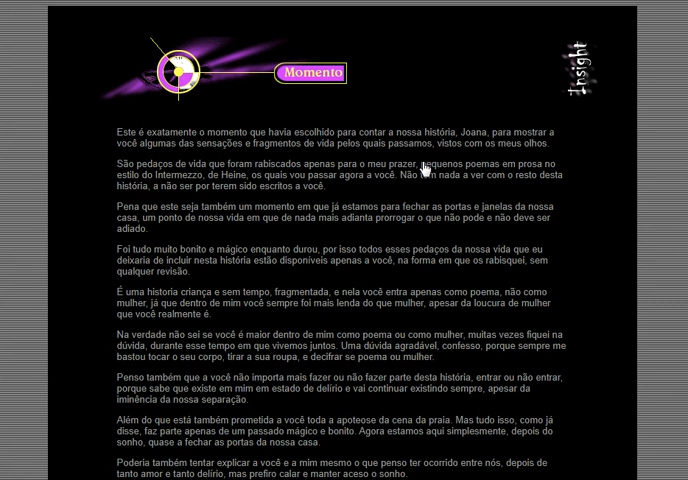 Momento
Insight
Este é exatamente o momento que havia escolhido para contar a nossa história, Joana, para mostrar a
você algumas das sensações e fragmentos de vida pelos quais passamos, vistos com os meus olhos.
São pedaços de vida que foram rabiscados apenas para o meu prazer, pequenos poemas em prosa no
estilo do Intermezzo, de Heine, os quais vou passar agora a você. Não tem nada a ver com o resto desta
história, a não ser por terem sido escritos a você.
Pena que este seja também um momento em que já estamos para fechar as portas e janelas da nossa
casa, um ponto de nossa vida em que de nada mais adianta prorrogar o que não pode e não deve ser
adiado.
Foi tudo muito bonito e mágico enquanto durou, por isso todos esses pedaços da nossa vida que eu
deixaria de incluir nesta história estão disponíveis apenas a você, na forma em que os rabisquei, sem
qualquer revisão.
É uma historia criança e sem tempo, fragmentada, e nela você entra apenas como poema, não como
mulher, já que dentro de mim você sempre foi mais lenda do que mulher, apesar da loucura de mulher
que você realmente é.
Na verdade não sei se você é maior dentro de mim como poema ou como mulher, muitas vezes fiquei na
dúvida, durante esse tempo em que vivemos juntos. Uma dúvida agradável, confesso, porque sempre me
bastou tocar o seu corpo, tirar a sua roupa, e decifrar se poema ou mulher.
Penso também que a você não importa mais fazer ou não fazer parte desta história, entrar ou não entrar,
porque sabe que existe em mim em estado de delírio e vai continuar existindo sempre, apesar da
iminência da nossa separação.
Além do que está também prometida a você toda a apoteose da cena da praia. Mas tudo isso, como já
disse, faz parte apenas de um passado mágico e bonito. Agora estamos aqui simplesmente, depois do
sonho, quase a fechar as portas da nossa casa.
Poderia também tentar explicar a você e a mim mesmo o que penso ter ocorrido entre nós, depois de
tanto amor e tanto delírio, mas prefiro calar e manter aceso o sonho.